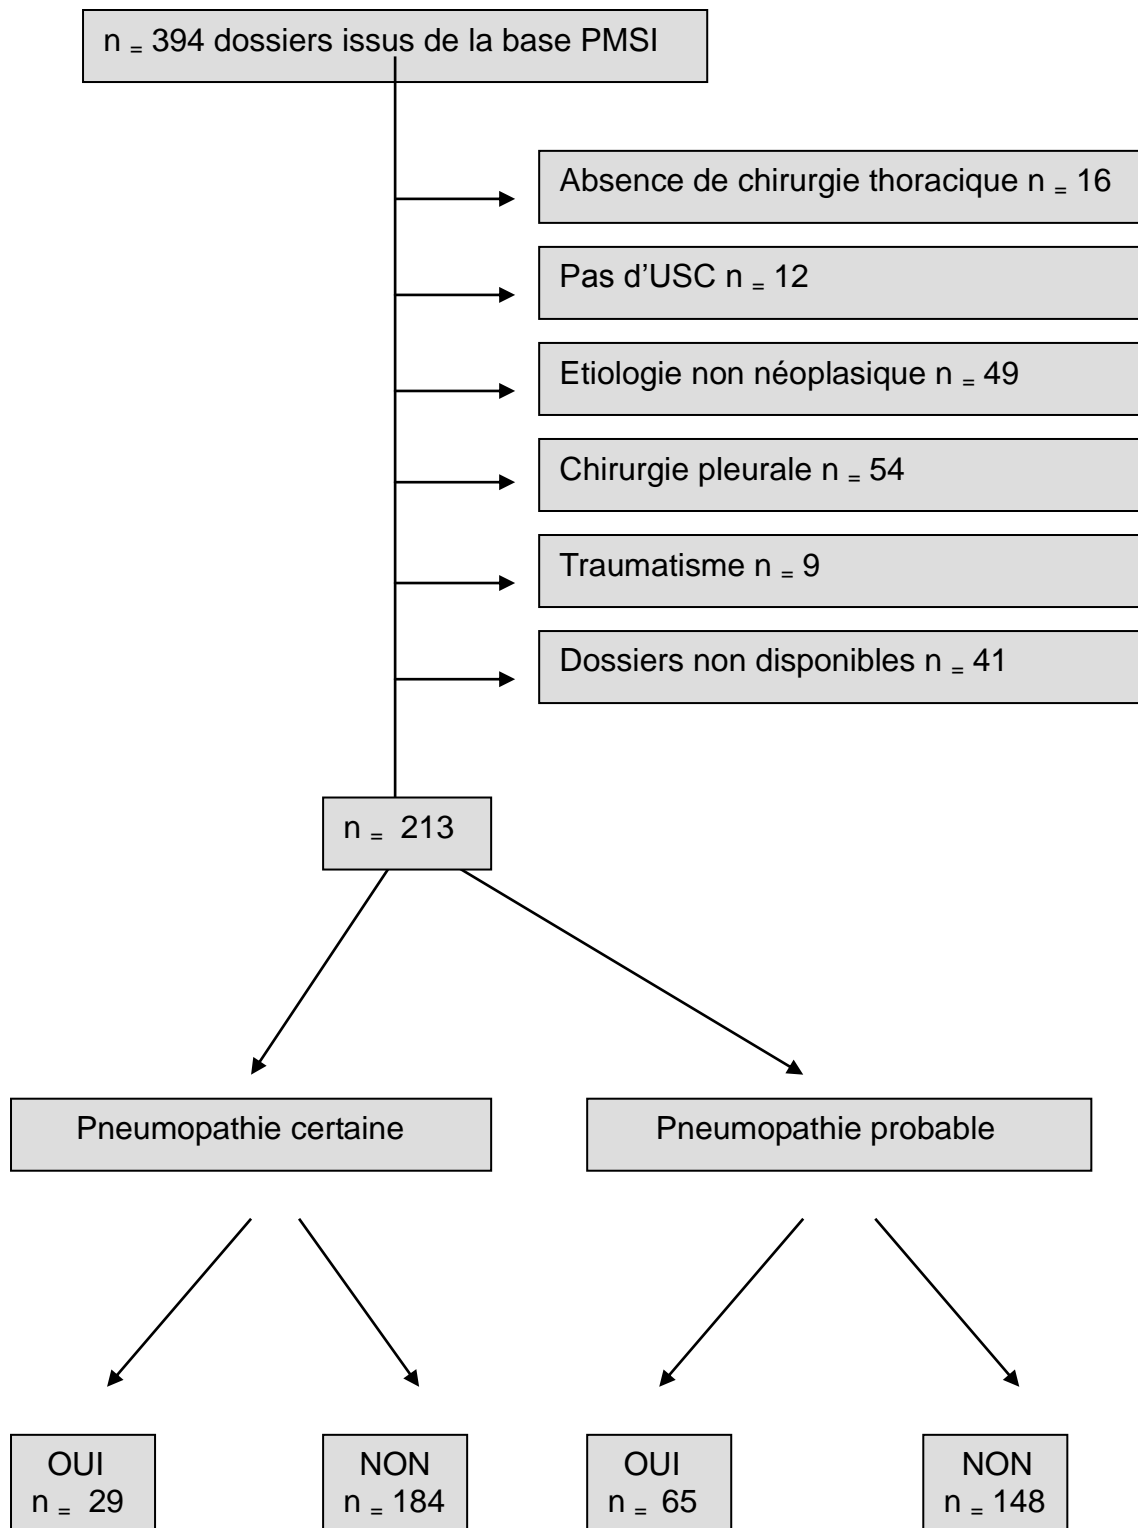 n = 394 dossiers issus de la base PMSI
Absence de chirurgie thoracique n = 16
Pas d’USC n = 12
Etiologie non néoplasique n = 49
Chirurgie pleurale n = 54
Traumatisme n = 9
Dossiers non disponibles n = 41
n = 213
Pneumopathie certaine
Pneumopathie probable
OUI
n = 29
NON
n = 184
OUI
n = 65
NON
n = 148